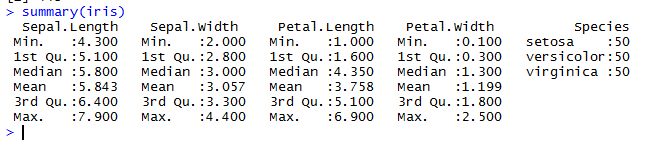 > summary(iris)
  Sepal.Length    Sepal.Width     Petal.Length    Petal.Width          Species
 Min.   :4.300   Min.   :2.000   Min.   :1.000   Min.   :0.100   setosa    :50
 1st Qu.:5.100   1st Qu.:2.800   1st Qu.:1.600   1st Qu.:0.300   versicolor:50
 Median :5.800   Median :3.000   Median :4.350   Median :1.300   virginica :50
 Mean   :5.843   Mean   :3.057   Mean   :3.758   Mean   :1.199
 3rd Qu.:6.400   3rd Qu.:3.300   3rd Qu.:5.100   3rd Qu.:1.800
 Max.   :7.900   Max.   :4.400   Max.   :6.900   Max.   :2.500
>